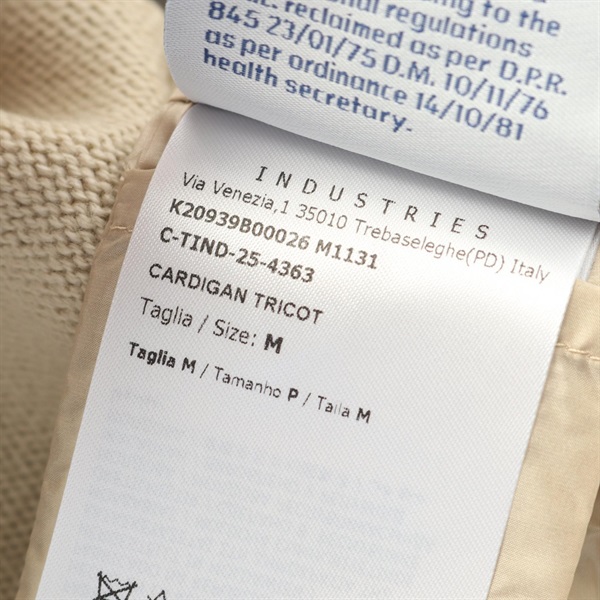 to the
nal regulations
reclaimed as per D.P.R.
845 23/01/75 D.M. 10/11/76
as per ordinance 14/10/81
health secretary.
INDUSTRIES
Via Venezia,1 35010 Trebaseleghe(PD) Italy
K20939B00026 M1131
C-TIND-25-4363
CARDIGAN TRICOT
Taglia / Size: M
Taglia M / Tamanho P / Talla M